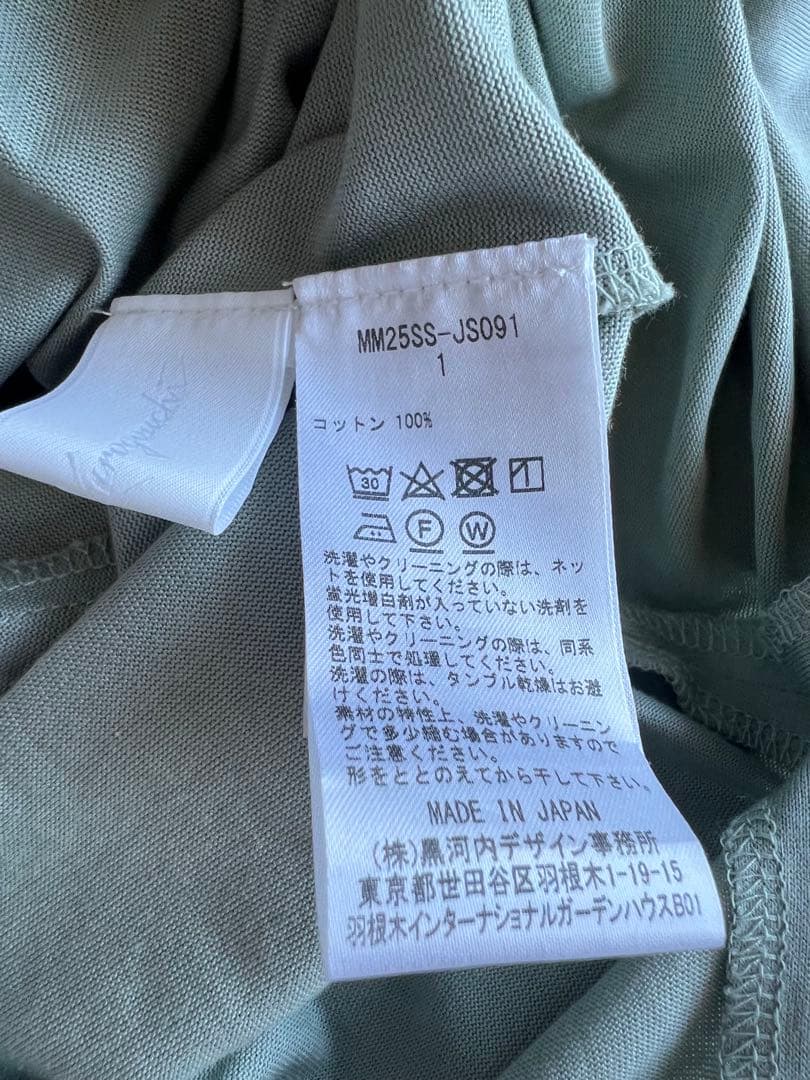 MM25SS-JS091
1
コットン 100%
30
F W
洗濯やクリーニングの際は、ネッ
トを使用してください。
蛍光増白剤が入っていない洗剤を
使用して下さい。
洗濯やクリーニングの際は、同系
色同士で処理してください。
洗濯の際は、タンブル乾燥はお避
けください。
素材の特性上、洗濯やクリーニン
グで多少縮む場合がありますので
ご注意ください。
形をととのえてから干して下さい。
MADE IN JAPAN
(株)黒河内デザイン事務所
東京都世田谷区羽根木1-19-15
羽根木インターナショナルガーデンハウスB01